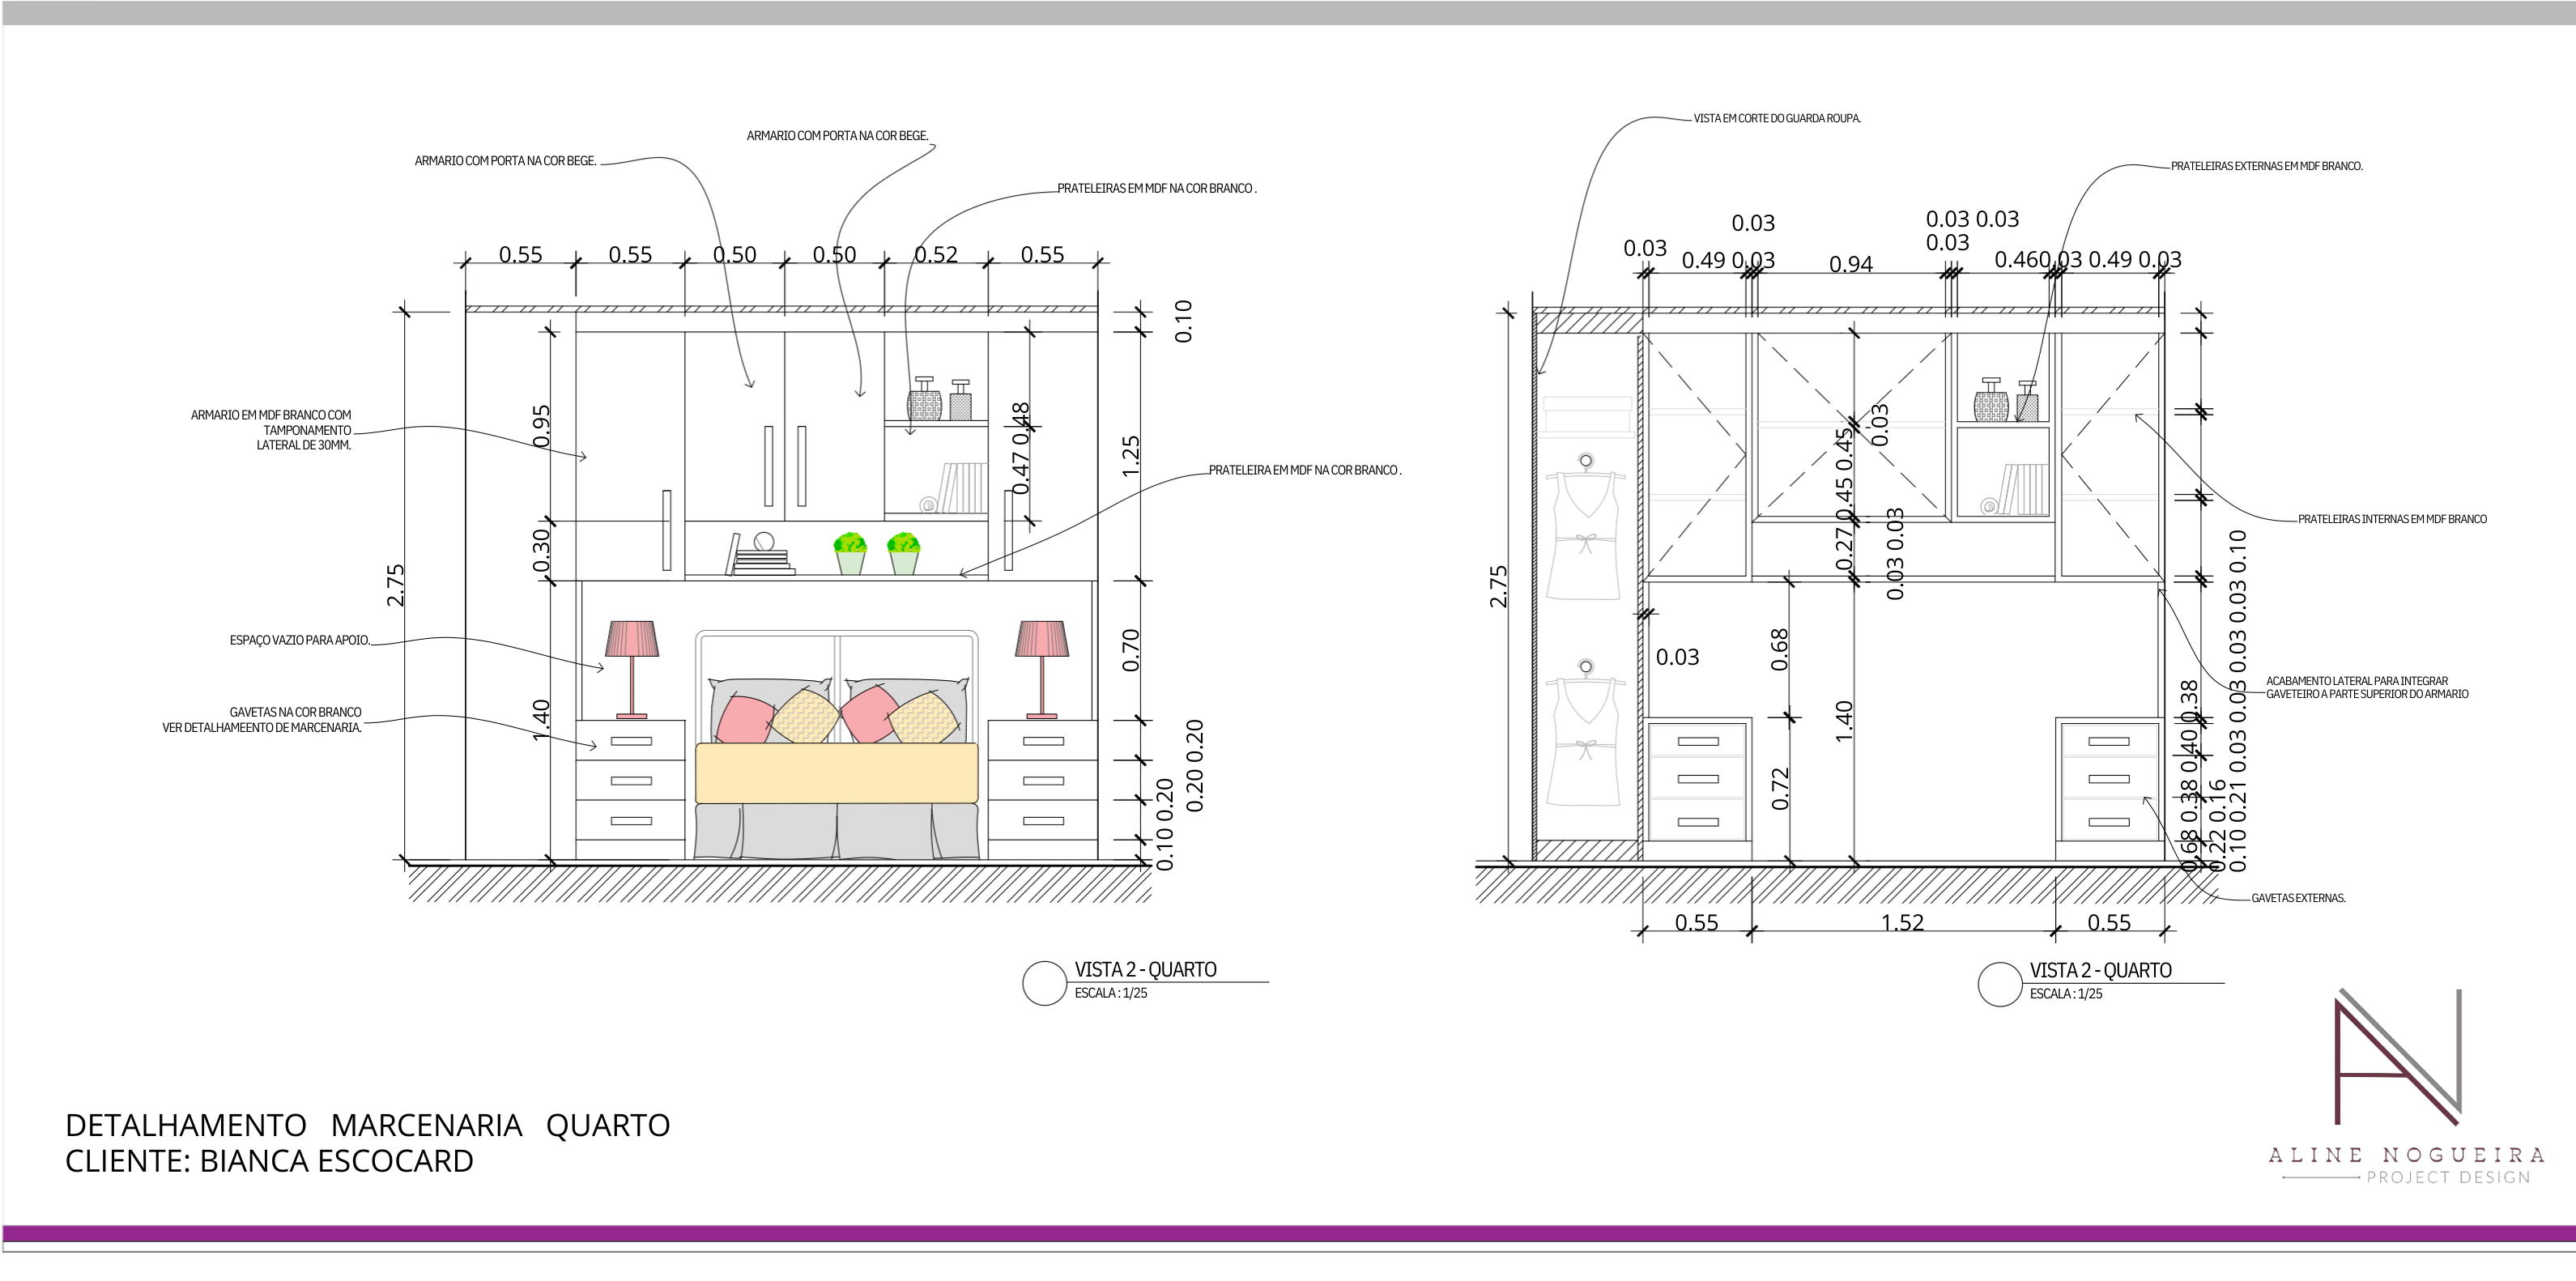 VISTA EM CORTE DO GUARDA ROUPA.
ARMARIO COM PORTA NA COR BEGE.
ARMARIO COM PORTA NA COR BEGE.
PRATELEIRAS EXTERNAS EM MDF BRANCO.
PRATELEIRAS EM MDF NA COR BRANCO .
0.55 0.55 0.50 0.50 0.52 0.55
0.10
ARMARIO EM MDF BRANCO COM
TAMPONAMENTO
LATERAL DE 30MM.
0.95
0.47 0.48
1.25
PRATELEIRA EM MDF NA COR BRANCO .
0.30
2.75
ESPAÇO VAZIO PARA APOIO.
0.70
GAVETAS NA COR BRANCO
VER DETALHAMEENTO DE MARCENARIA.
1.40
0.20 0.20
0.10 0.20
VISTA 2 - QUARTO
ESCALA : 1/25
0.03
0.03 0.03
0.03
0.03
0.49 0.03
0.94
0.460.03 0.49 0.03
0.03
0.27 0.45 0.45
0.03 0.03
PRATELEIRAS INTERNAS EM MDF BRANCO
2.75
0.03
0.68
1.40
0.72
ACABAMENTO LATERAL PARA INTEGRAR
GAVETEIRO A PARTE SUPERIOR DO ARMARIO
0.68 0.38 0.40 0.38
0.22 0.16
0.10 0.21 0.03 0.03 0.03 0.03 0.03 0.10
GAVETAS EXTERNAS.
0.55 1.52 0.55
VISTA 2 - QUARTO
ESCALA : 1/25
DETALHAMENTO MARCENARIA QUARTO
CLIENTE: BIANCA ESCOCARD
AN
ALINE NOGUEIRA
PROJECT DESIGN